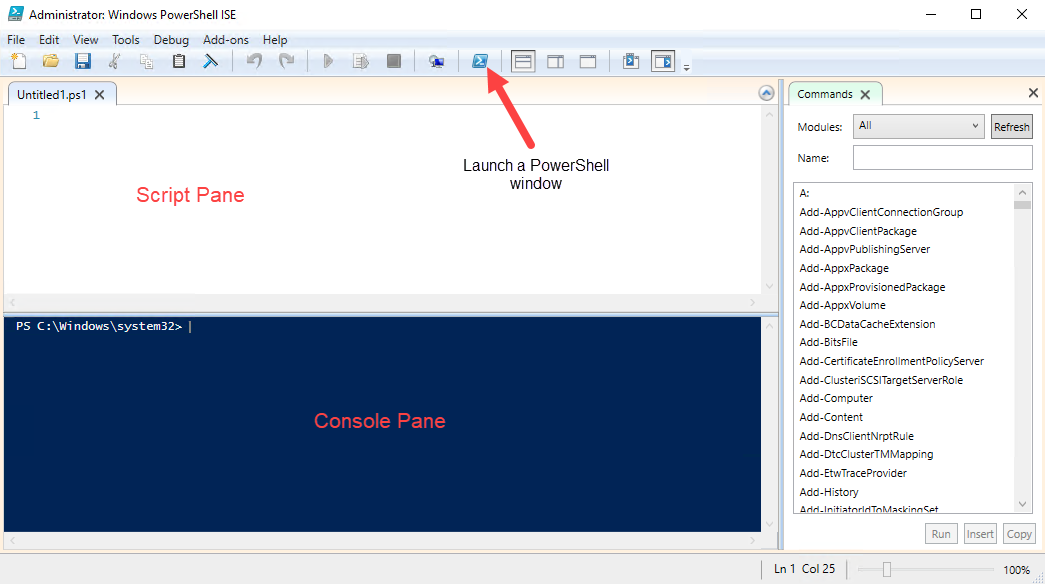 Administrator: Windows PowerShell ISE
File Edit View Tools Debug Add-ons Help
Untitled1.ps1
1
Launch a PowerShell
window
Script Pane
PS C:\Windows\system32>
Console Pane
Commands
Modules: All Refresh
Name:
A:
Add-AppvClientConnectionGroup
Add-AppvClientPackage
Add-AppvPublishingServer
Add-AppxPackage
Add-AppxProvisionedPackage
Add-AppxVolume
Add-BCDataCacheExtension
Add-BitsFile
Add-CertificateEnrollmentPolicyServer
Add-ClusteriSCSITargetServerRole
Add-Computer
Add-Content
Add-DnsClientNrptRule
Add-DtcClusterTMMapping
Add-EtwTraceProvider
Add-History
Add-InitiatorIdToMaskingSet
Run Insert Copy
Ln 1 Col 25 100%